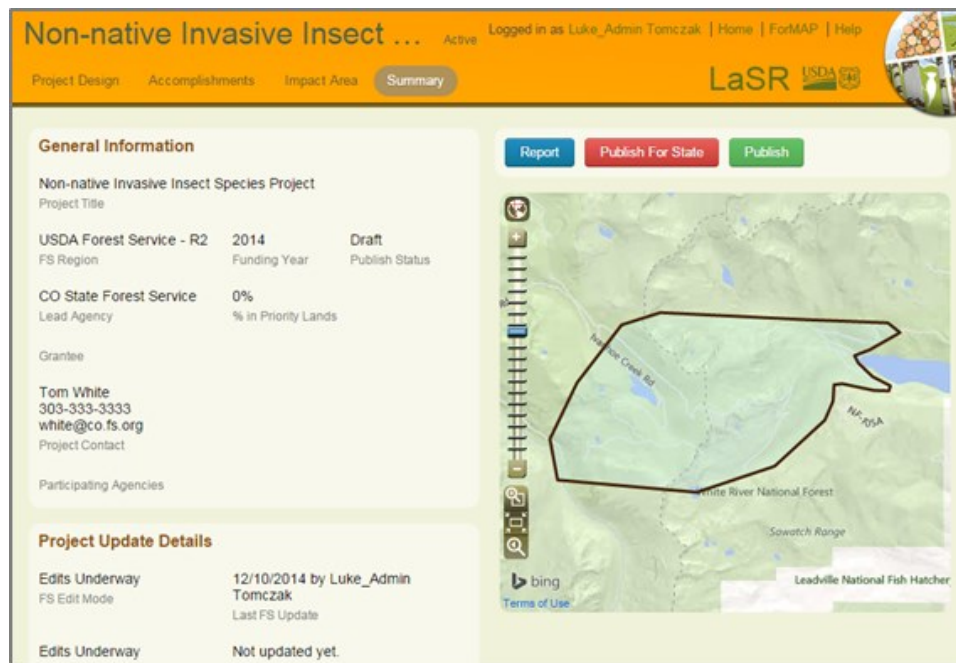 Non-native Invasive Insect ... Active
Logged in as Luke_Admin Tomczak | Home | ForMAP | Help
Project Design Accomplishments Impact Area Summary
LaSR USDA
General Information
Non-native Invasive Insect Species Project
Project Title
USDA Forest Service - R2 2014 Draft
FS Region Funding Year Publish Status
CO State Forest Service 0%
Lead Agency % in Priority Lands
Grantee
Tom White
303-333-3333
white@co.fs.org
Project Contact
Participating Agencies
Project Update Details
Edits Underway 12/10/2014 by Luke_Admin
Tomczak
FS Edit Mode
Last FS Update
Edits Underway Not updated yet.
Report Publish For State Publish
Ivanhoe Creek Rd
NF-105A
White River National Forest
Sawatch Range
Leadville National Fish Hatcher
bing
Terms of Use